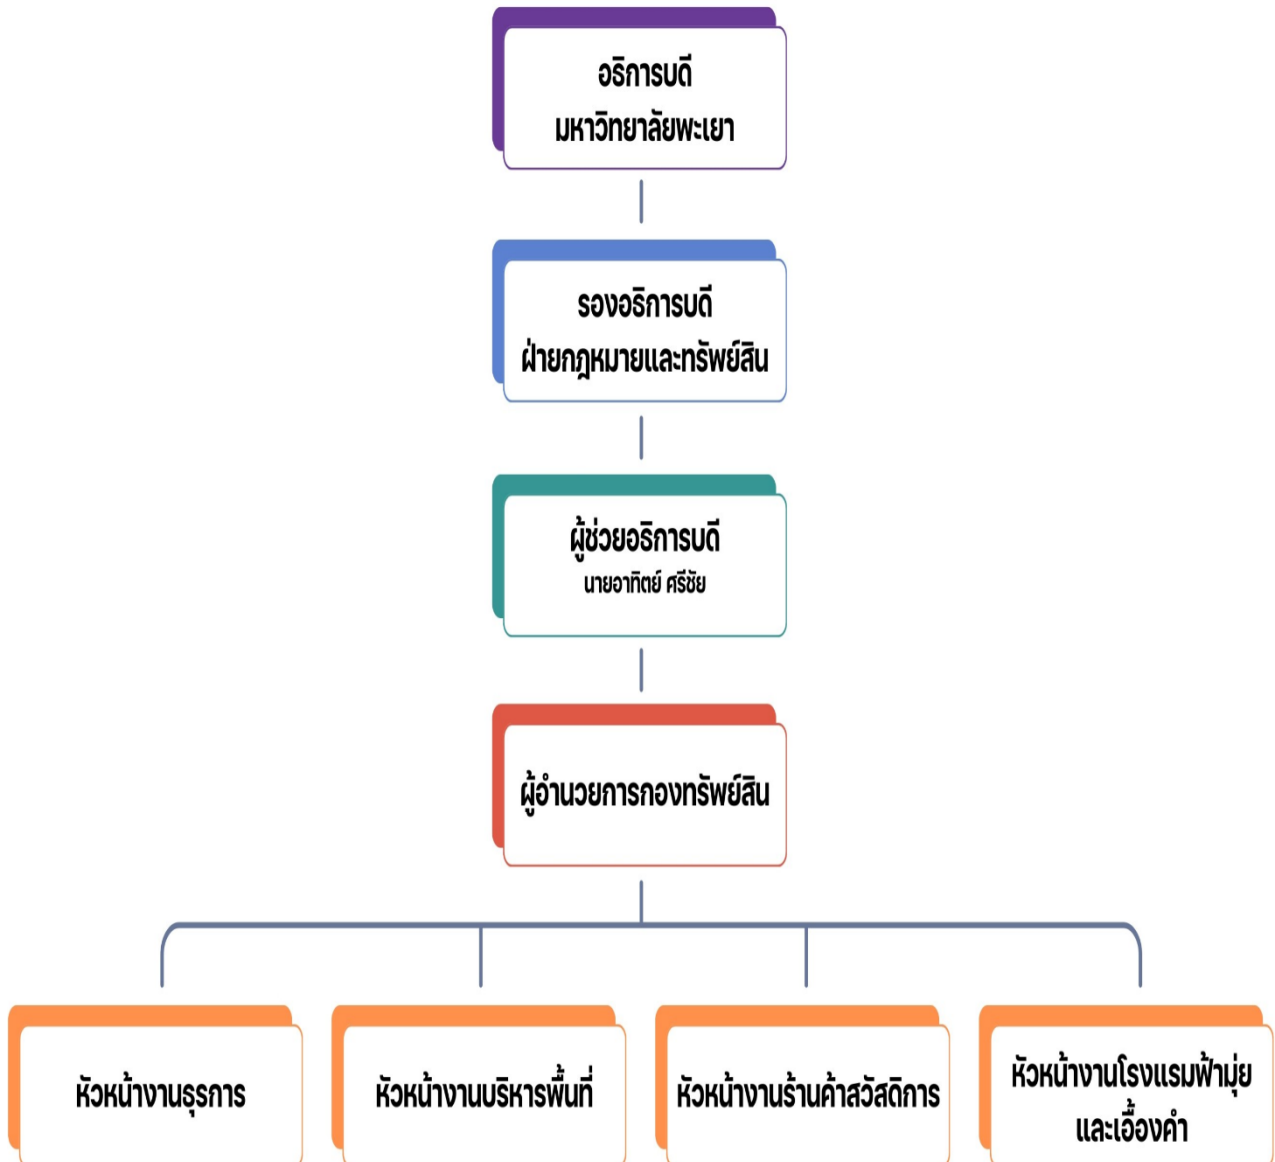 อธิการบดี
มหาวิทยาลัยพะเยา
รองอธิการบดี
ฝ่ายกฎหมายและทรัพย์สิน
ผู้ช่วยอธิการบดี
นายอาทิตย์ ศรีชัย
ผู้อำนวยการกองทรัพย์สิน
หัวหน้างานธุรการ
หัวหน้างานบริหารพื้นที่
หัวหน้างานร้านค้าสวัสดิการ
หัวหน้างานโรงแรมฟ้ามุ่ย
และเอื้องคำ